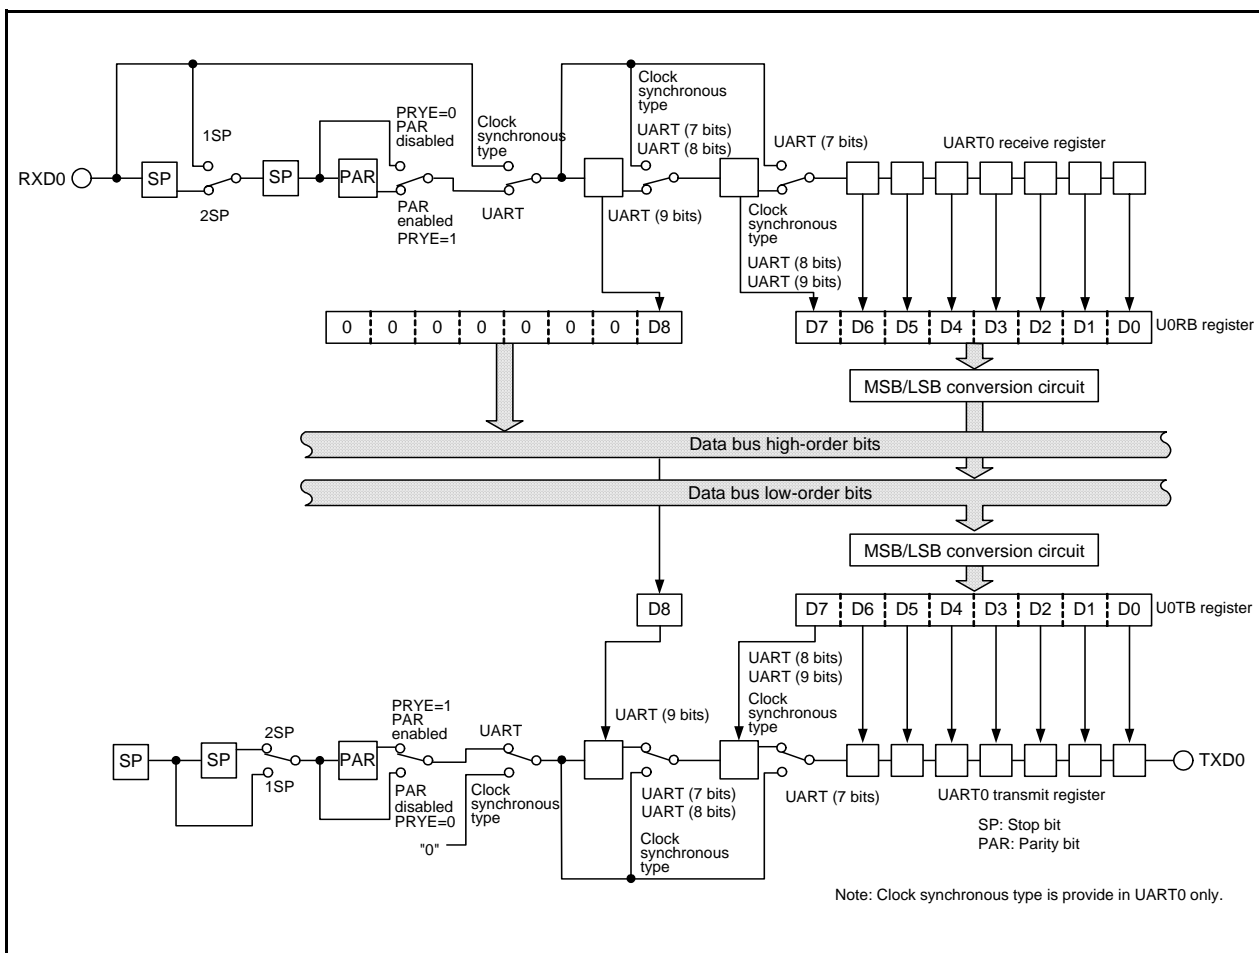 Clock
synchronous
type
PRYE=0
PAR
disabled
1SP
Clock
synchronous
type
UART (7 bits)
UART (8 bits)
UART (7 bits)
UART0 receive register
RXD0
SP
SP
PAR
2SP
PAR
enabled
PRYE=1
UART
UART (9 bits)
Clock
synchronous
type
UART (8 bits)
UART (9 bits)
0 0 0 0 0 0 0 D8
D7 D6 D5 D4 D3 D2 D1 D0
U0RB register
MSB/LSB conversion circuit
Data bus high-order bits
Data bus low-order bits
MSB/LSB conversion circuit
D8
D7 D6 D5 D4 D3 D2 D1 D0
U0TB register
UART (8 bits)
UART (9 bits)
PRYE=1
PAR
enabled
2SP
UART
UART (9 bits)
Clock
synchronous
type
SP
SP
PAR
TXD0
1SP
PAR
disabled
PRYE=0
Clock
synchronous
type
"0"
UART (7 bits)
UART (8 bits)
UART (7 bits)
UART0 transmit register
Clock
synchronous
type
SP: Stop bit
PAR: Parity bit
Note: Clock synchronous type is provide in UART0 only.